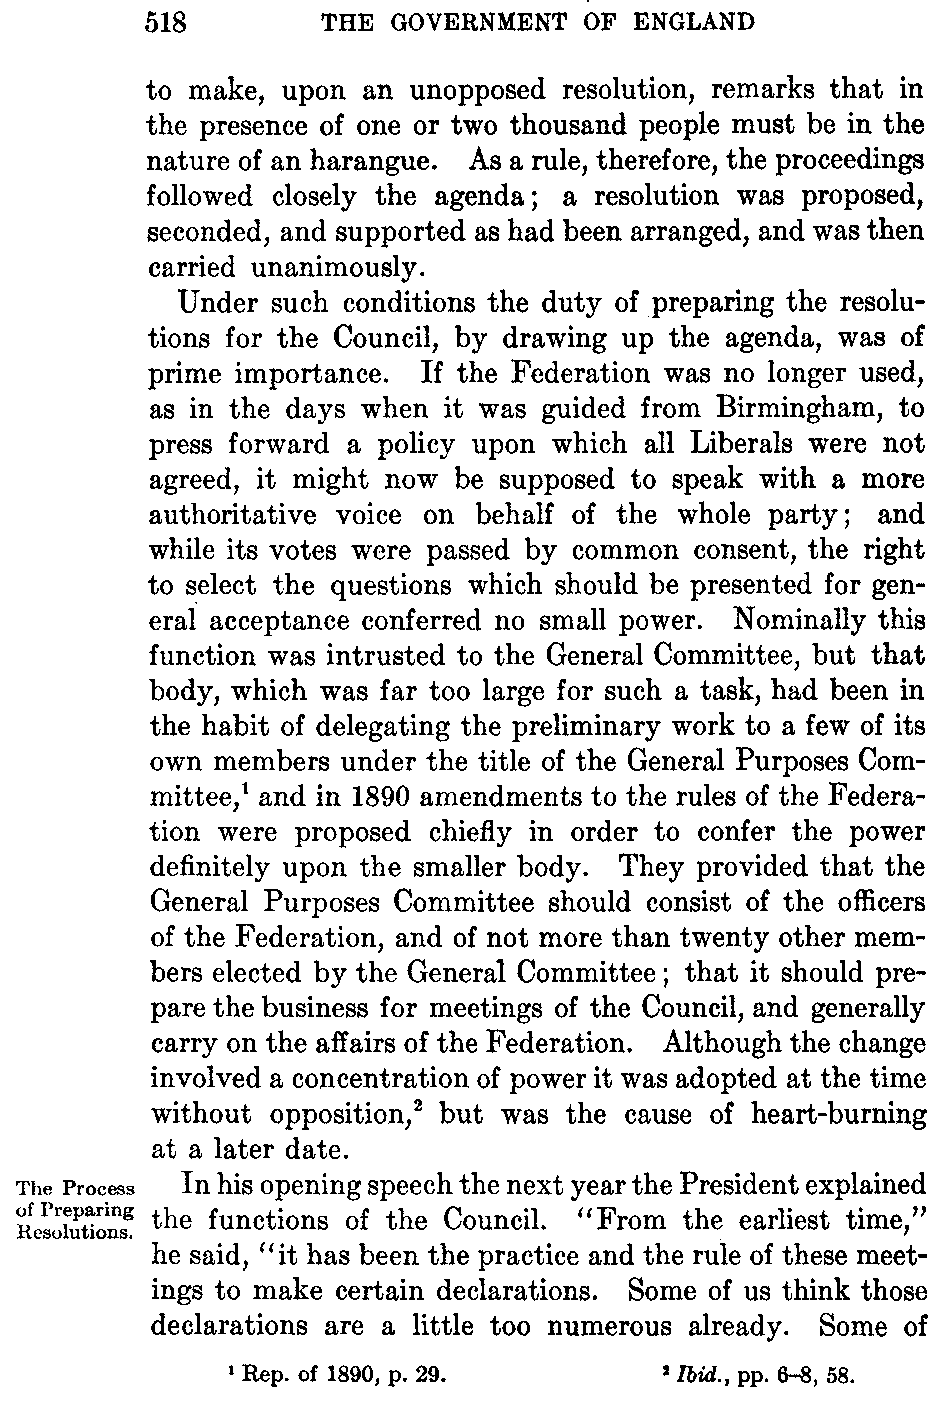 518 THE GOVERNMENT OF ENGLAND
to make, upon an unopposed resolution, remarks that in
the presence of one or two thousand people must be in the
nature of an harangue. As a rule, therefore, the proceedings
followed closely the agenda; a resolution was proposed,
seconded, and supported as had been arranged, and was then
carried unanimously.
Under such conditions the duty of preparing the resolu-
tions for the Council, by drawing up the agenda, was of
prime importance. If the Federation was no longer used,
as in the days when it was guided from Birmingham, to
press forward a policy upon which all Liberals were not
agreed, it might now be supposed to speak with a more
authoritative voice on behalf of the whole party; and
while its votes were passed by common consent, the right
to select the questions which should be presented for gen-
eral acceptance conferred no small power. Nominally this
function was intrusted to the General Committee, but that
body, which was far too large for such a task, had been in
the habit of delegating the preliminary work to a few of its
own members under the title of the General Purposes Com-
mittee,¹ and in 1890 amendments to the rules of the Federa-
tion were proposed chiefly in order to confer the power
definitely upon the smaller body. They provided that the
General Purposes Committee should consist of the officers
of the Federation, and of not more than twenty other mem-
bers elected by the General Committee; that it should pre-
pare the business for meetings of the Council, and generally
carry on the affairs of the Federation. Although the change
involved a concentration of power it was adopted at the time
without opposition,² but was the cause of heart-burning
at a later date.
The Process
of Preparing
Resolutions.
In his opening speech the next year the President explained
the functions of the Council. "From the earliest time,"
he said, "it has been the practice and the rule of these meet-
ings to make certain declarations. Some of us think those
declarations are a little too numerous already. Some of
¹ Rep. of 1890, p. 29. ² Ibid., pp. 6–8, 58.